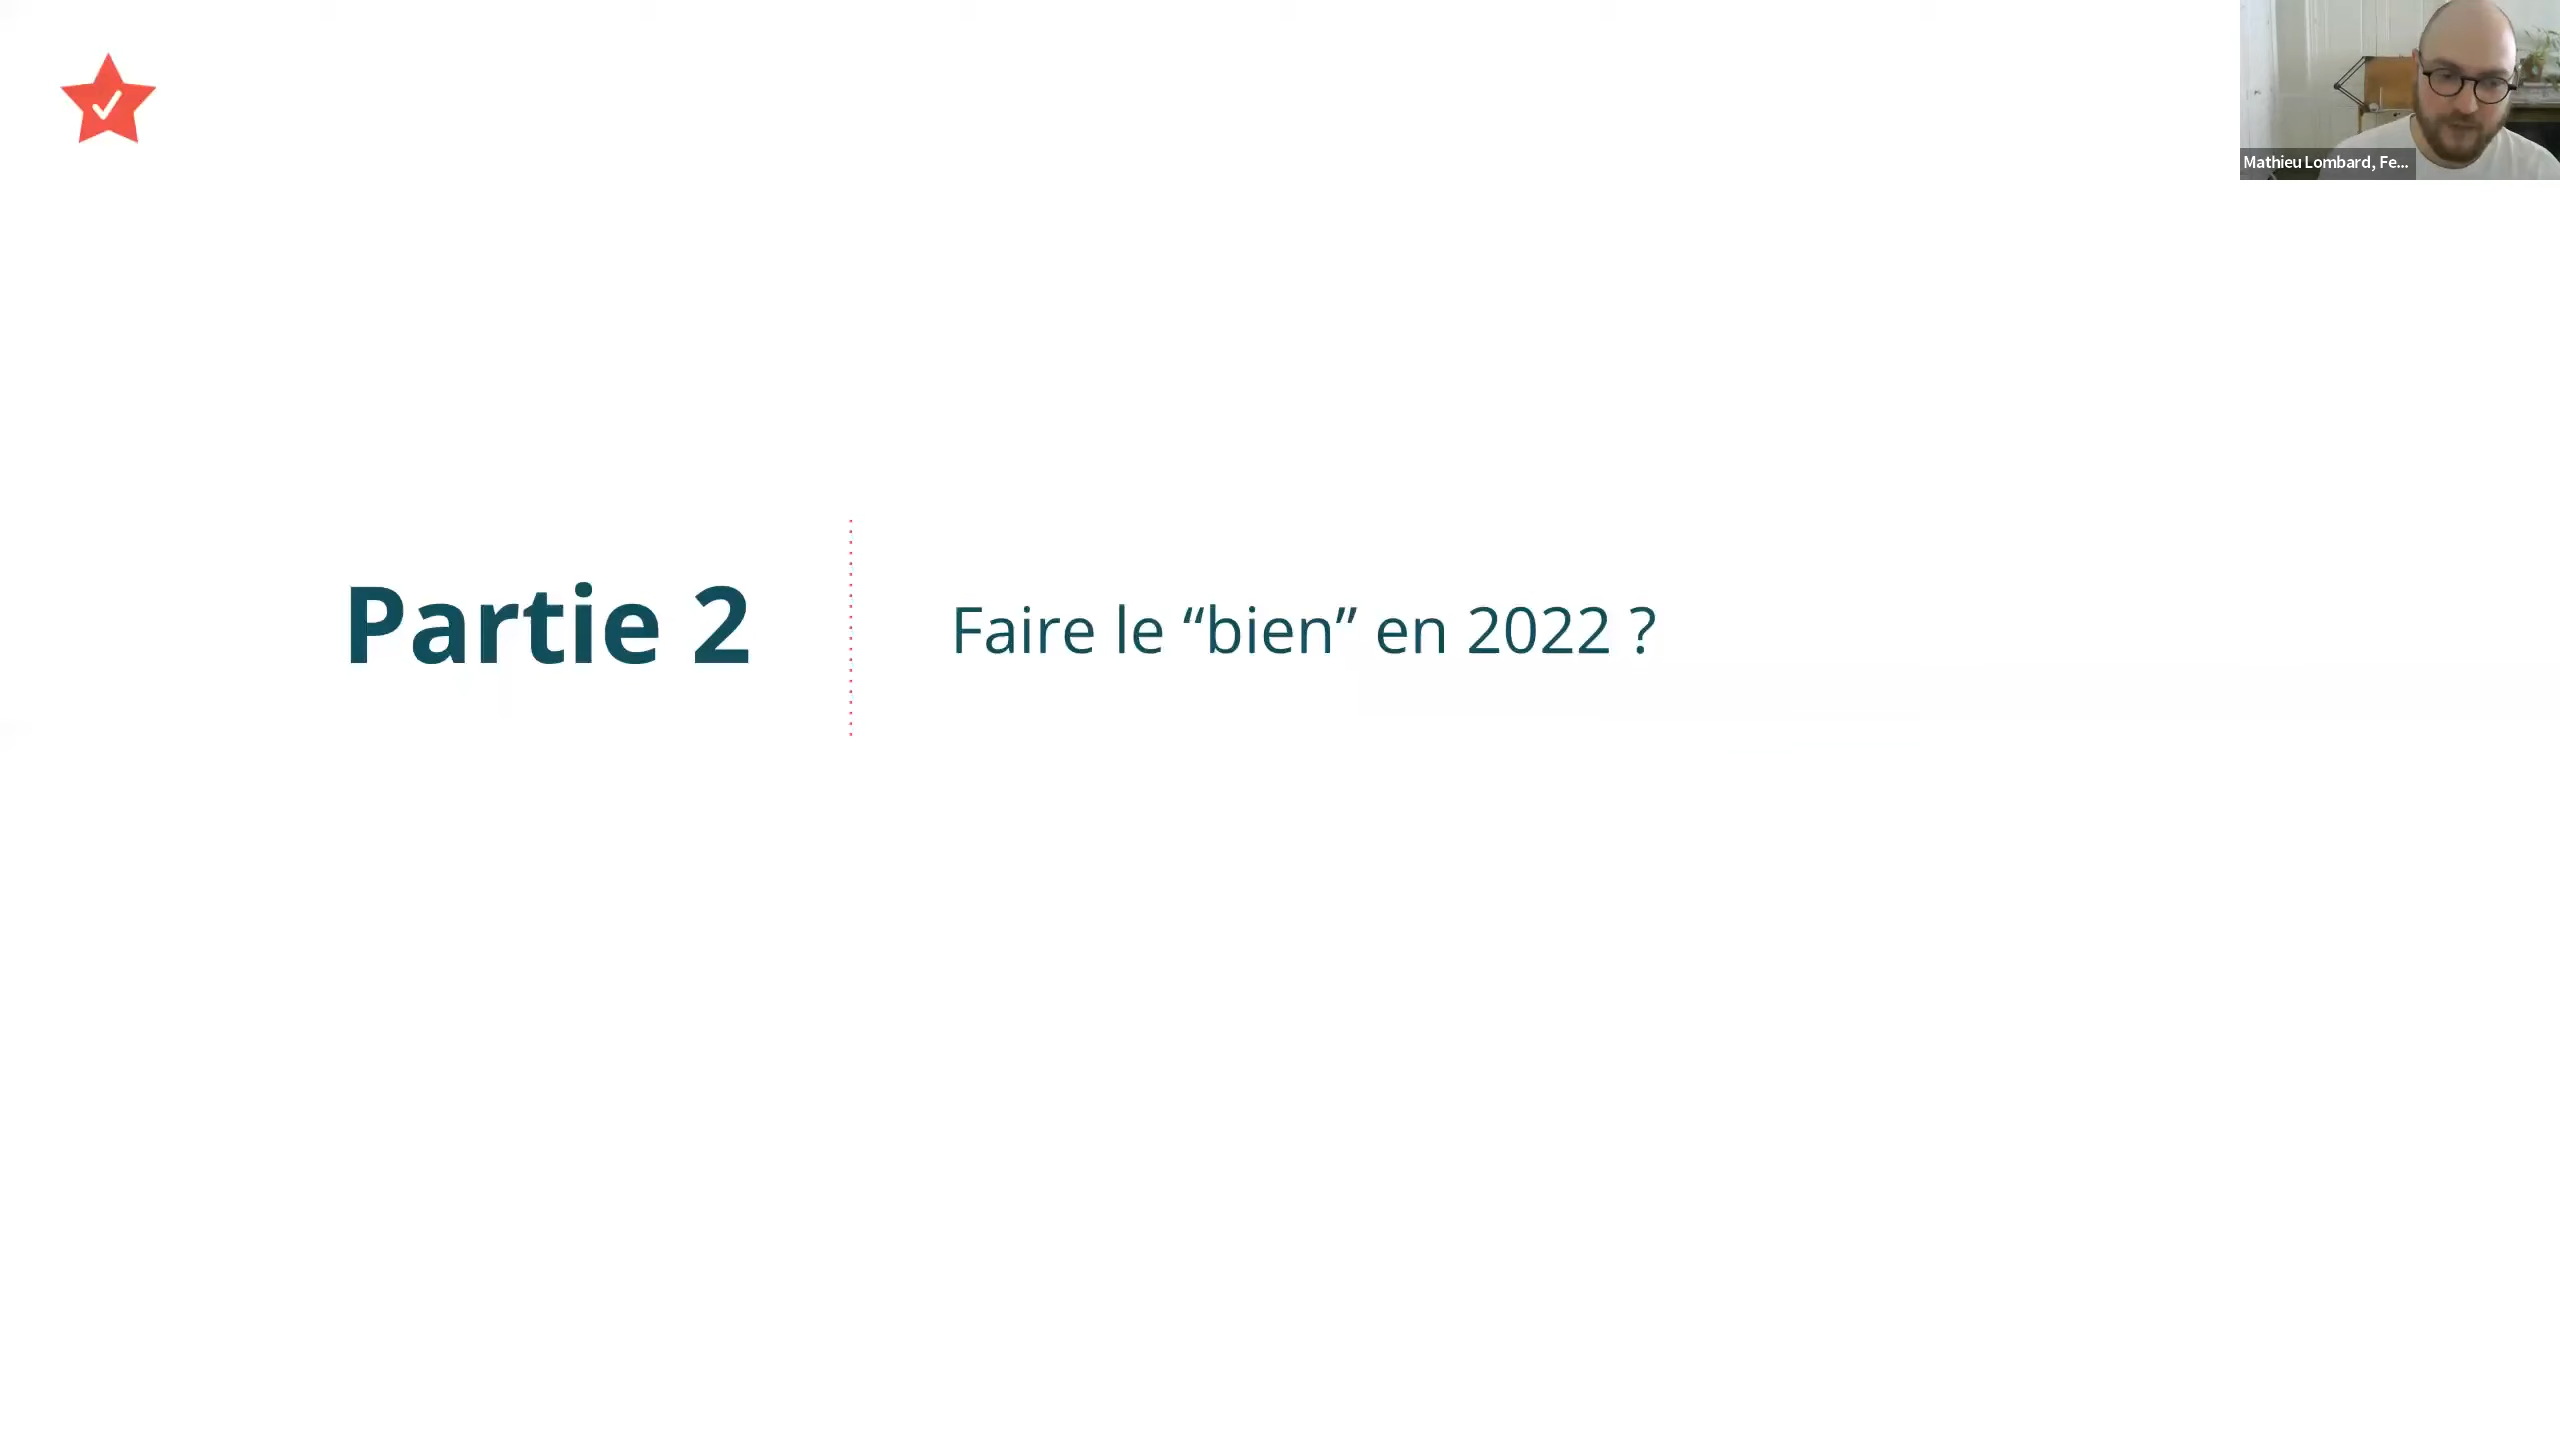 Mathieu Lombard, Fe...
Partie 2
Faire le “bien” en 2022 ?